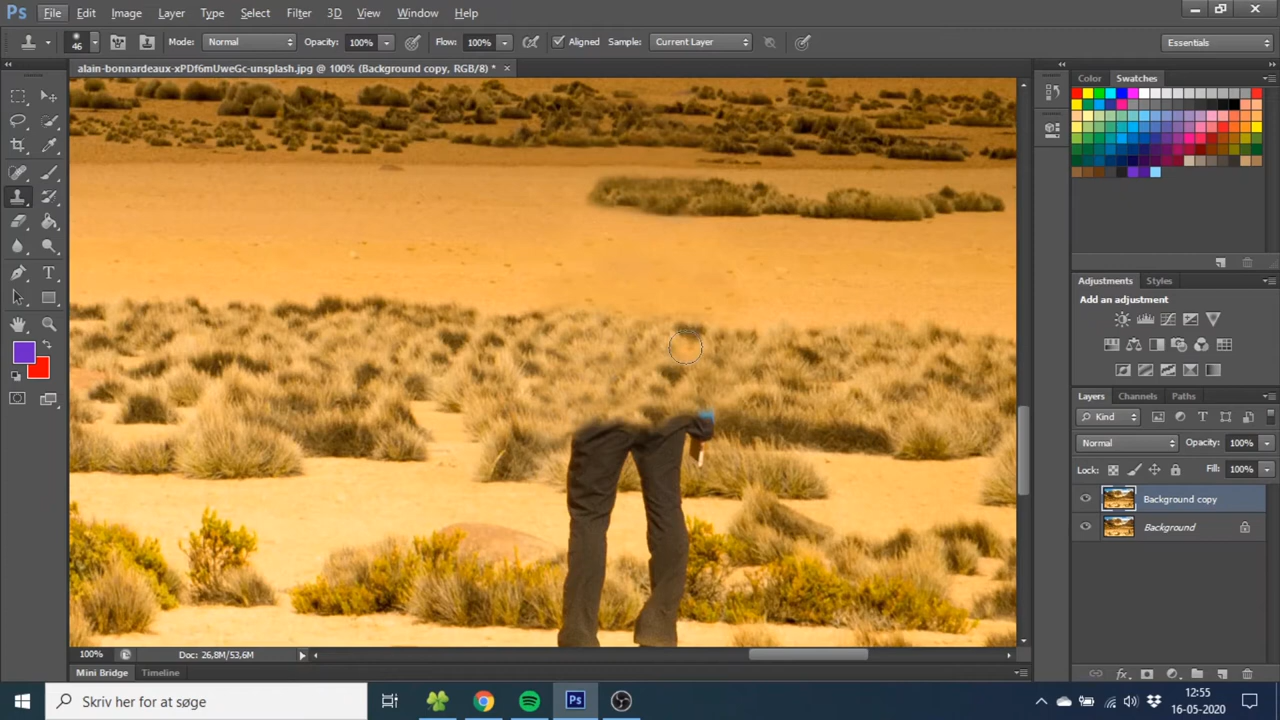 Ps File Edit Image Layer Type Select Filter 3D View Window Help
46 Mode: Normal Opacity: 100% Flow: 100% Aligned Sample: Current Layer Essentials
alain-bonnardeaux-xPDf6mUweGc-unsplash.jpg @ 100% (Background copy, RGB/8) *
Color Swatches
Adjustments Styles
Add an adjustment
Layers Channels Paths
Kind
Normal Opacity: 100%
Lock: Fill: 100%
Background copy
Background
100% Doc: 26,8M/53,6M
Mini Bridge Timeline
Skriv her for at søge
Ps
12:55
16-05-2020